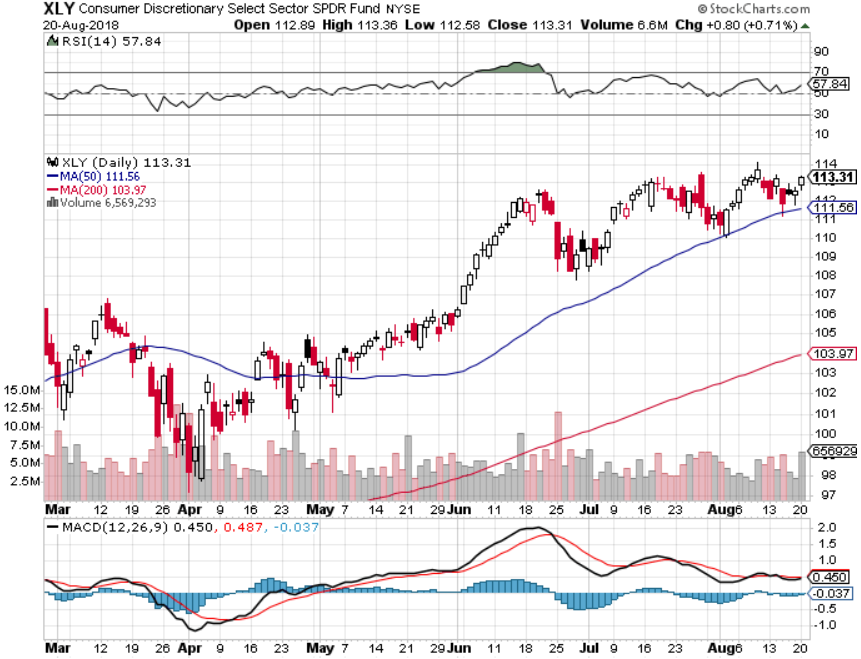 XLY Consumer Discretionary Select Sector SPDR Fund NYSE © StockCharts.com
20-Aug-2018 Open 112.89 High 113.36 Low 112.58 Close 113.31 Volume 6.6M Chg +0.80 (+0.71%)
RSI(14) 57.84
90
70
57.84
50
30
10
XLY (Daily) 113.31
MA(50) 111.56
MA(200) 103.97
Volume 6,569,293
114
113.31
112
111.56
111
110
109
108
107
106
105
103.97
103
102
101
100
656929
98
97
15.0M
12.5M
10.0M
7.5M
5.0M
2.5M
Mar 12 19 26 Apr 9 16 23 May 7 14 21 29 Jun 11 18 25 Jul 9 16 23 Aug 6 13 20
MACD(12,26,9) 0.450, 0.487, -0.037
2.0
1.5
1.0
0.450
-0.037
-0.5
-1.0
Mar 12 19 26 Apr 9 16 23 May 7 14 21 29 Jun 11 18 25 Jul 9 16 23 Aug 6 13 20